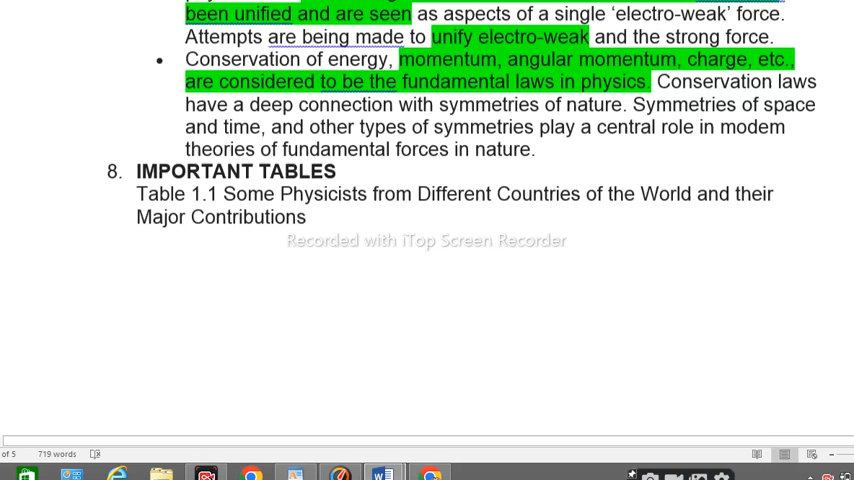 been unified and are seen as aspects of a single ‘electro-weak’ force.
Attempts are being made to unify electro-weak and the strong force.
• Conservation of energy, momentum, angular momentum, charge, etc.,
are considered to be the fundamental laws in physics. Conservation laws
have a deep connection with symmetries of nature. Symmetries of space
and time, and other types of symmetries play a central role in modem
theories of fundamental forces in nature.
8. IMPORTANT TABLES
Table 1.1 Some Physicists from Different Countries of the World and their
Major Contributions
Recorded with iTop Screen Recorder
of 5 719 words